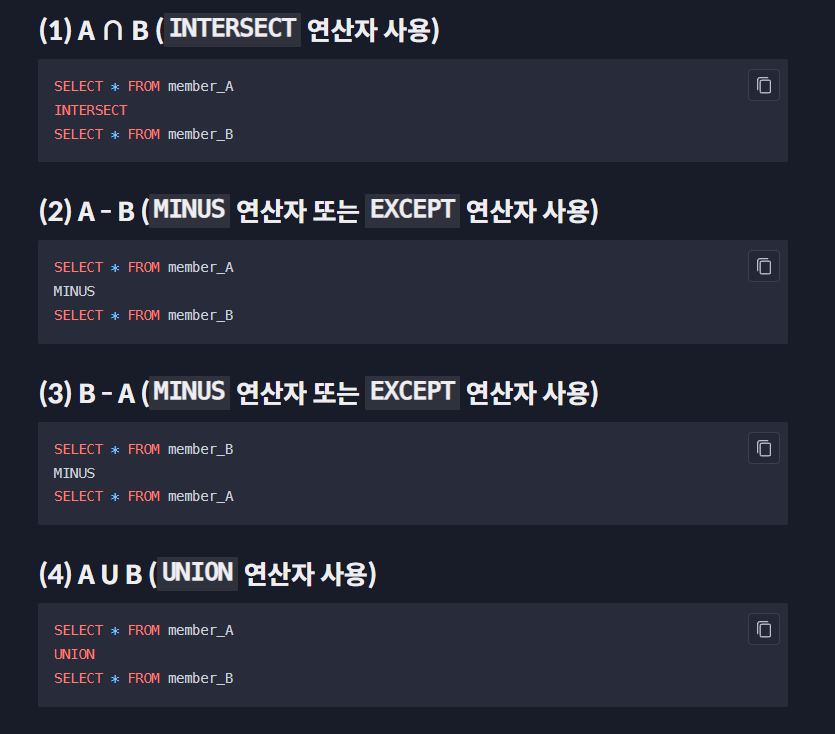 (1) A ∩ B (INTERSECT 연산자 사용)
SELECT * FROM member_A
INTERSECT
SELECT * FROM member_B
(2) A - B (MINUS 연산자 또는 EXCEPT 연산자 사용)
SELECT * FROM member_A
MINUS
SELECT * FROM member_B
(3) B - A (MINUS 연산자 또는 EXCEPT 연산자 사용)
SELECT * FROM member_B
MINUS
SELECT * FROM member_A
(4) A U B (UNION 연산자 사용)
SELECT * FROM member_A
UNION
SELECT * FROM member_B